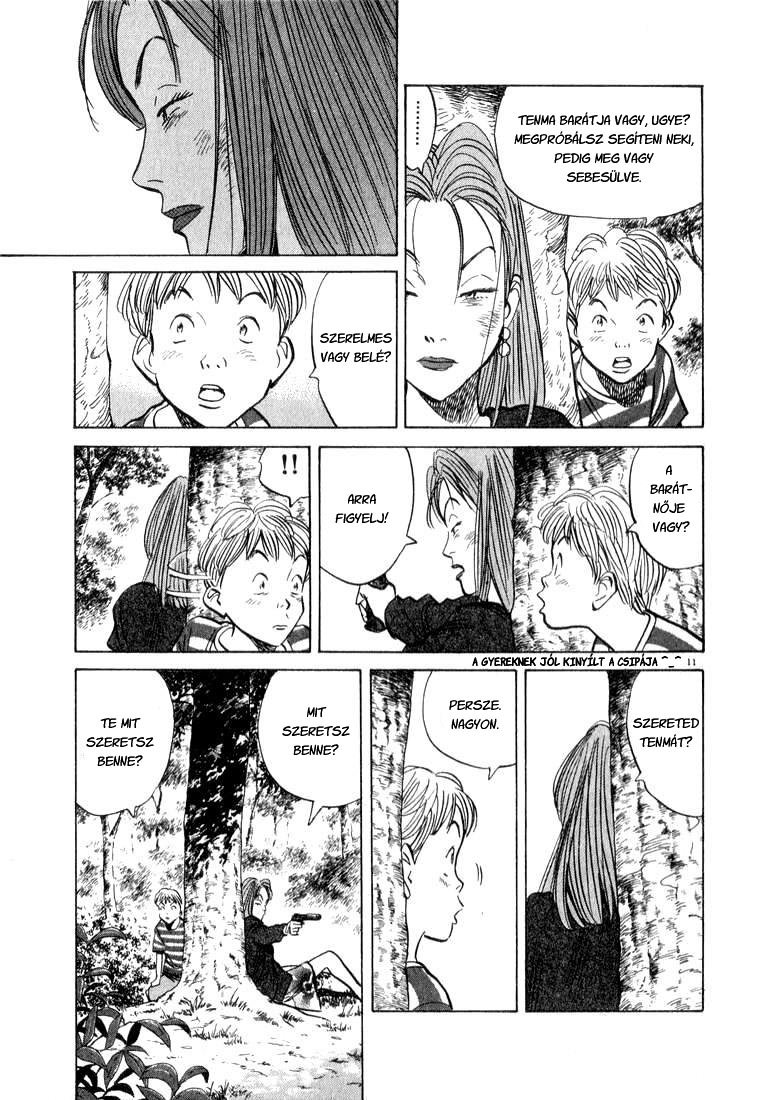 TENMA BARÁTJA VAGY, UGYE?
MEGPRÓBÁLSZ SEGÍTENI NEKI,
PEDIG MEG VAGY
SEBESÜLVE.
..........
SZERELMES
VAGY BELÉ?
A
BARÁT-
NŐJE
VAGY?
ARRA
FIGYELJ!
!!
A GYEREKNEK JÓL KINYÍLT A CSIPÁJA ^_^ 11
SZERETED
TENMÁT?
PERSZE.
NAGYON.
MIT
SZERETSZ
BENNE?
TE MIT
SZERETSZ
BENNE?